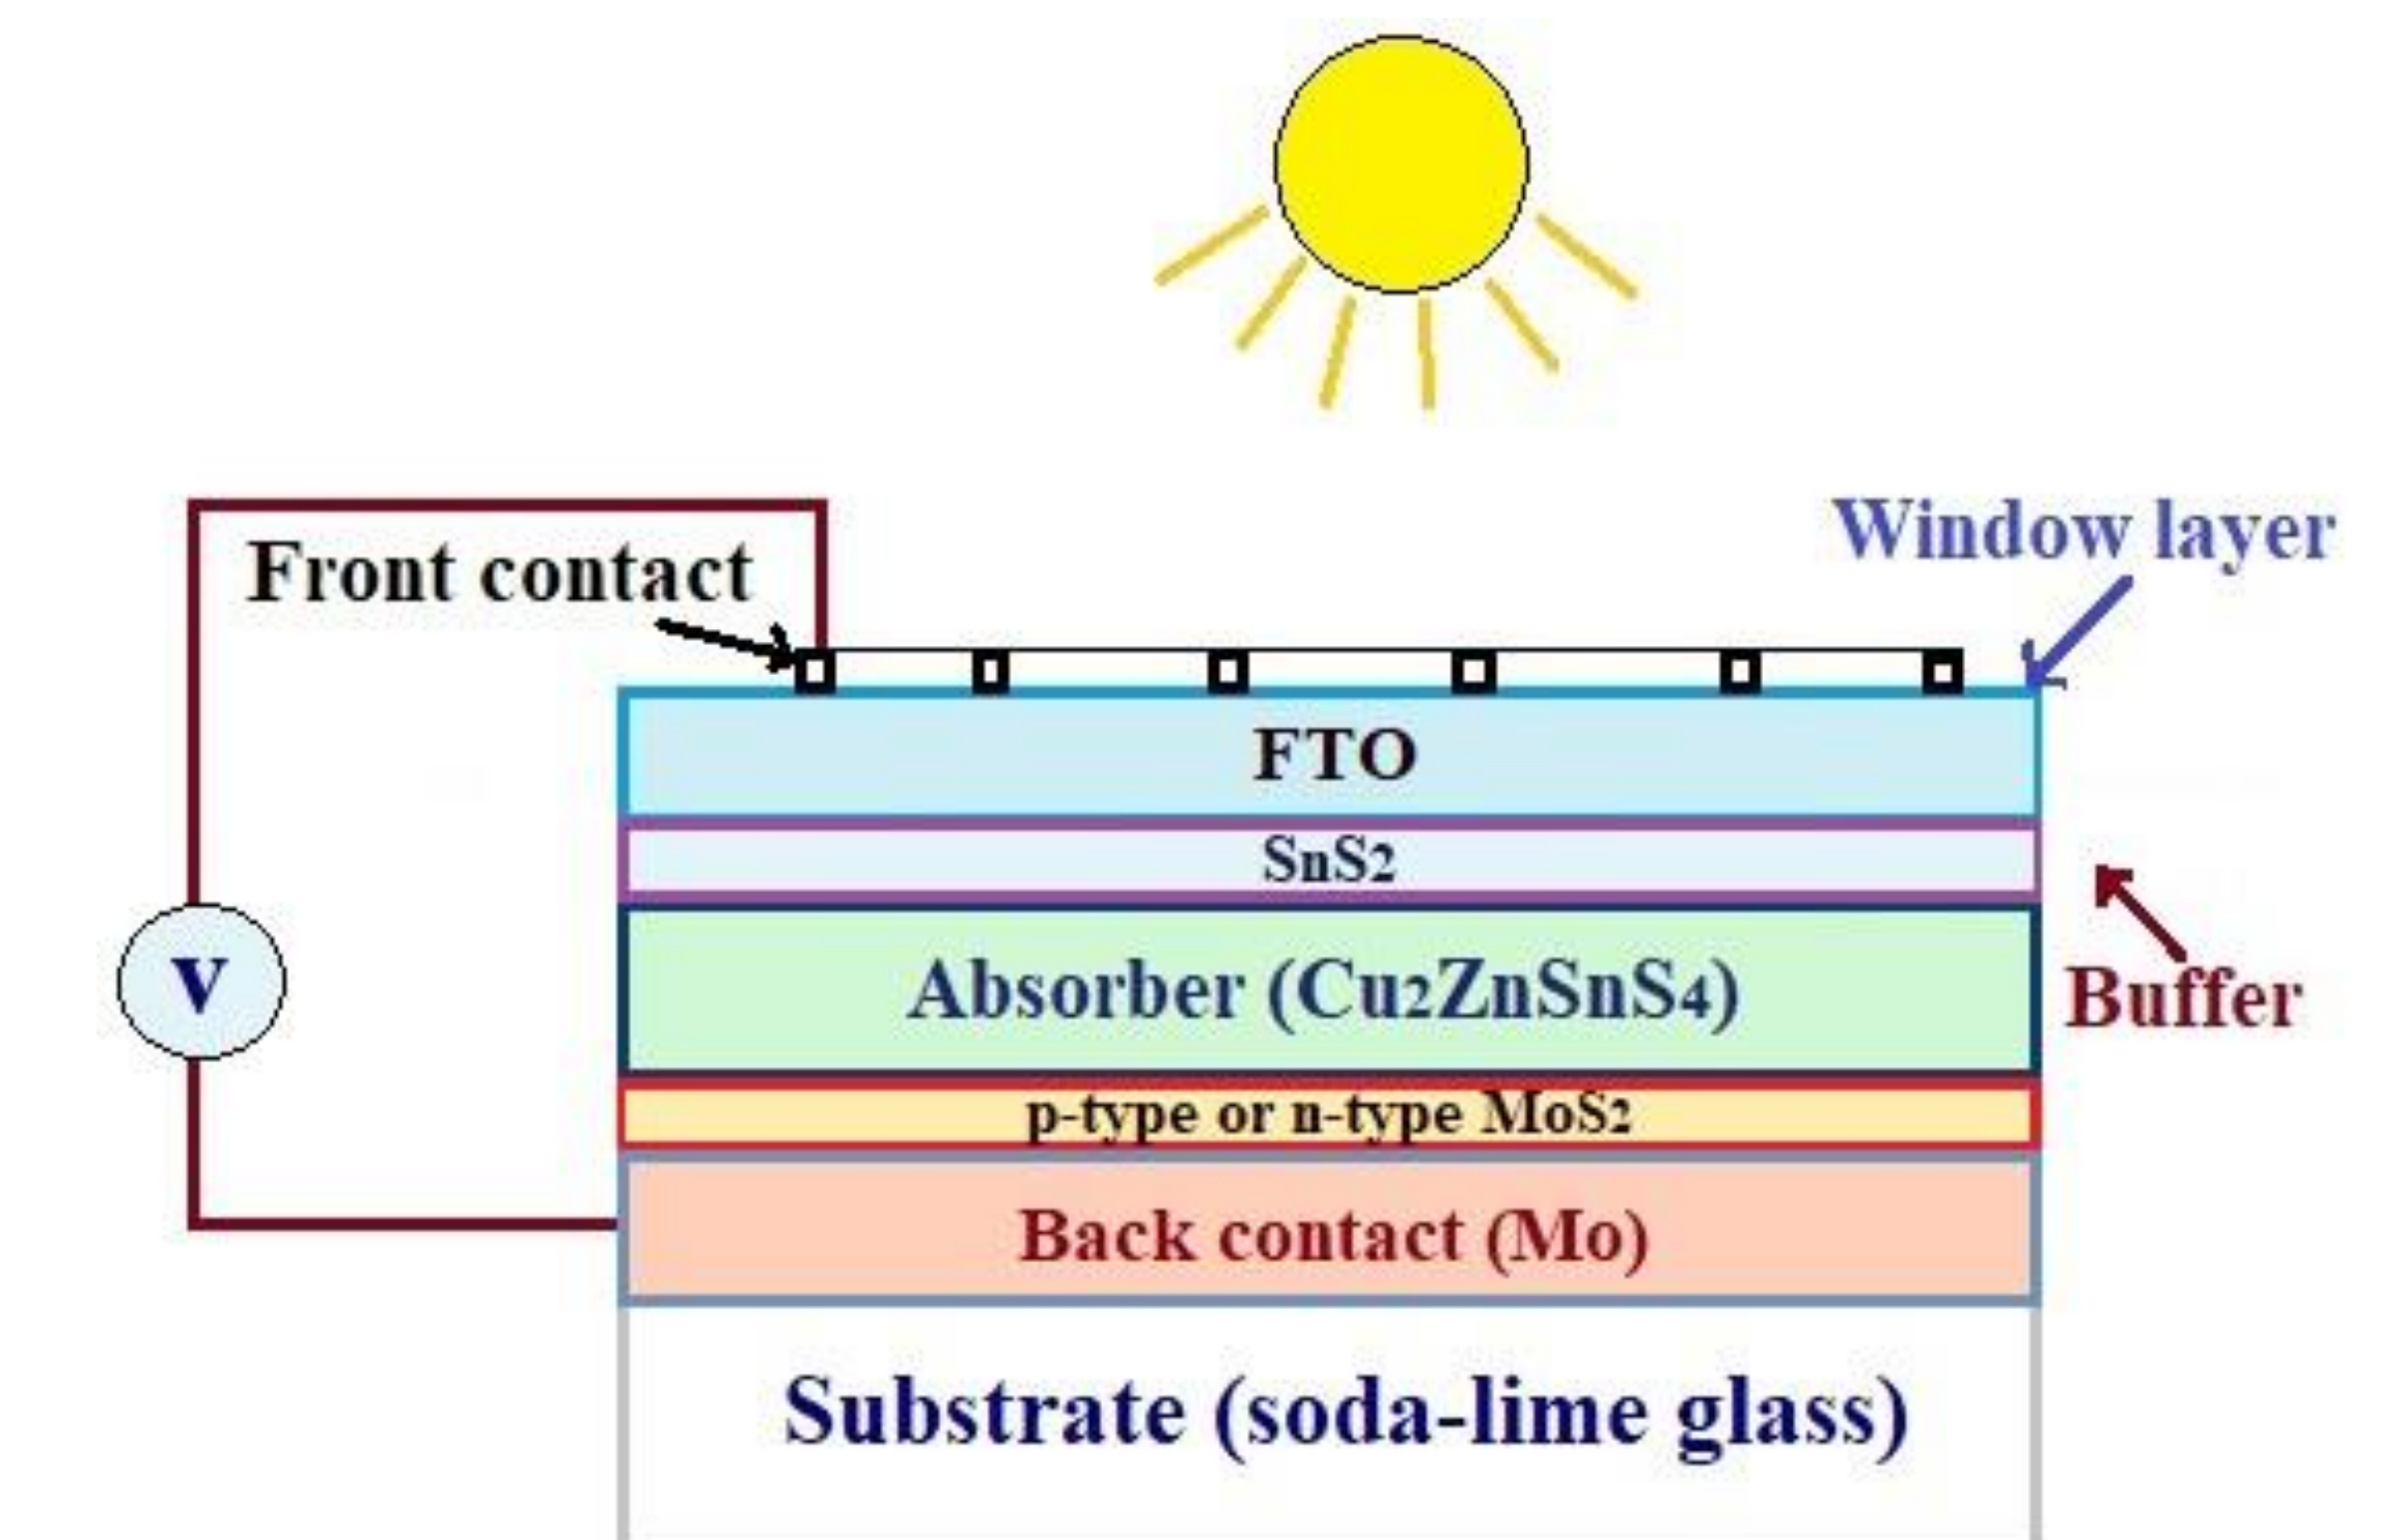 Window layer
Front contact
FTO
SnS2
Absorber (Cu2ZnSnS4)
V
Buffer
p-type or n-type MoS2
Back contact (Mo)
Substrate (soda-lime glass)